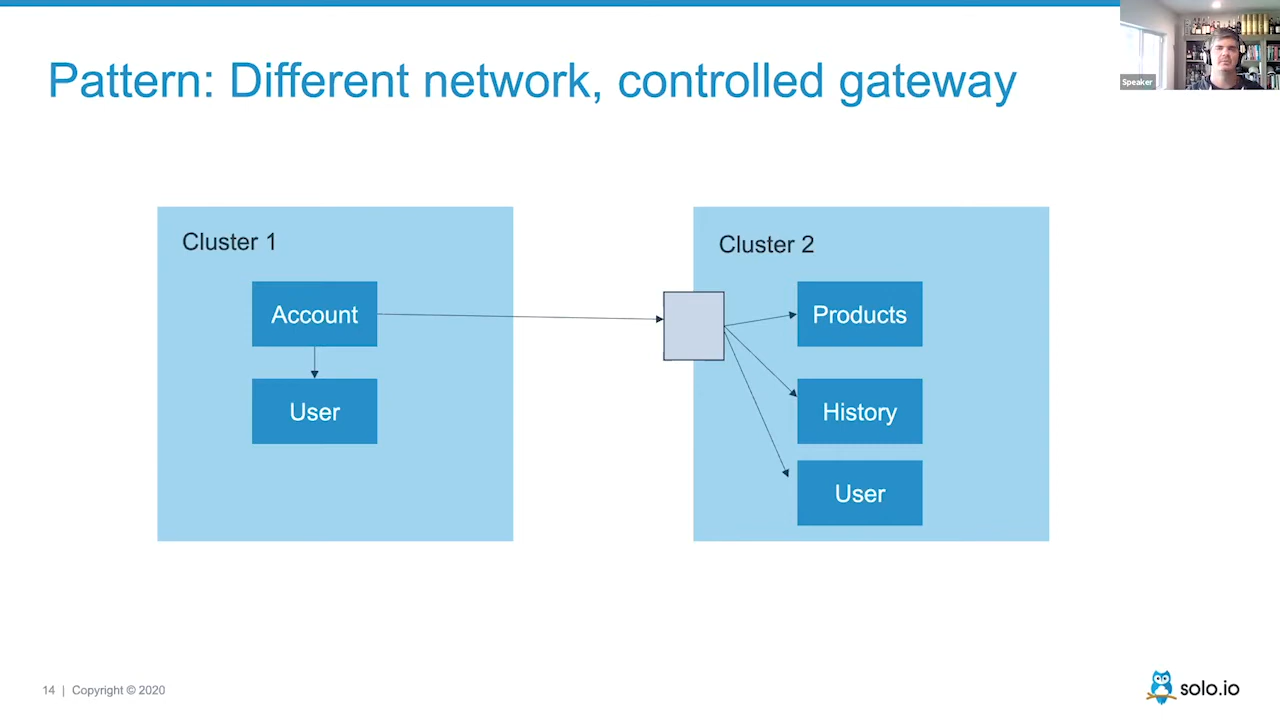 Pattern: Different network, controlled gateway
Speaker
Cluster 1
Account
User
Cluster 2
Products
History
User
14 | Copyright © 2020
solo.io